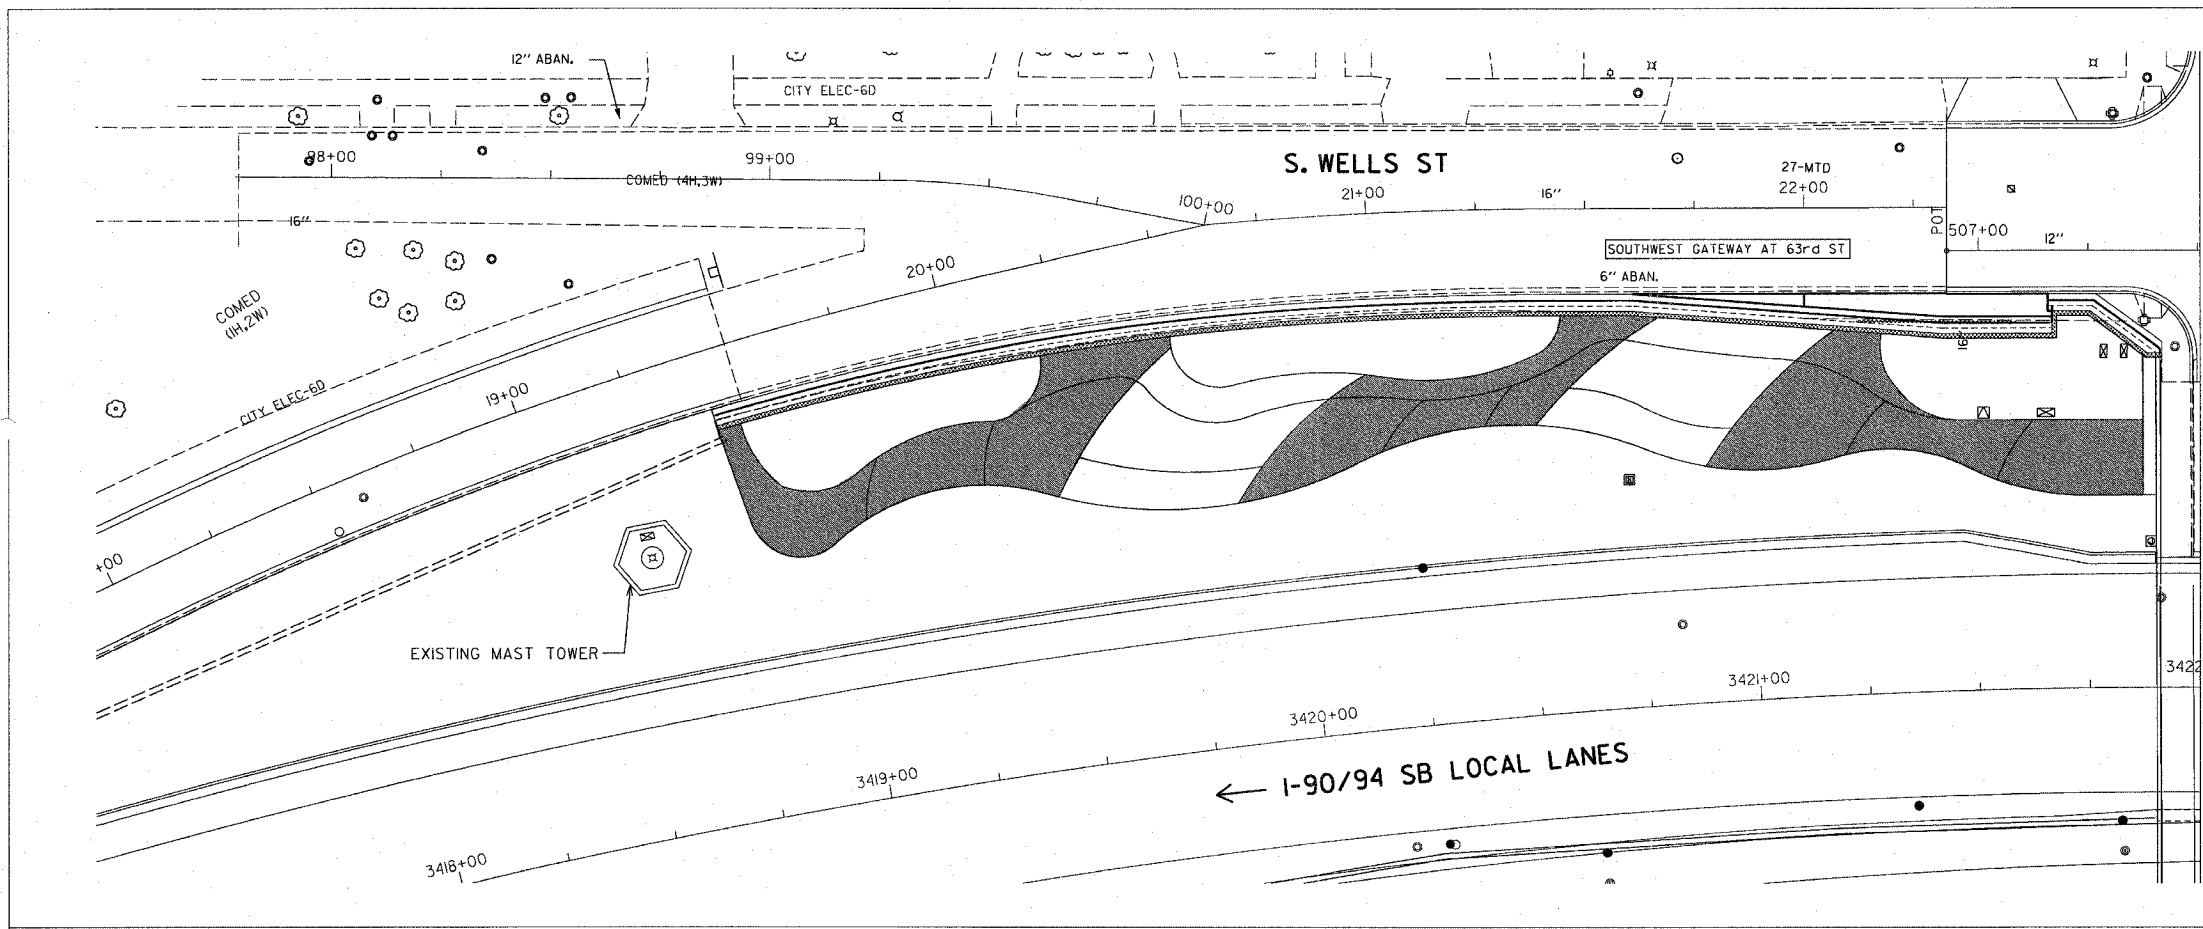 12" ABAN.
CITY ELEC-6D
98+00
99+00
COMED (4H,3W)
S. WELLS ST
27-MTD
22+00
21+00
16"
100+00
POT
507+00
12"
16"
SOUTHWEST GATEWAY AT 63rd ST
6" ABAN.
20+00
COMED
(1H,2W)
CITY ELEC-6D
19+00
16"
+00
EXISTING MAST TOWER
3422
3421+00
3420+00
3419+00
← I-90/94 SB LOCAL LANES
3418+00